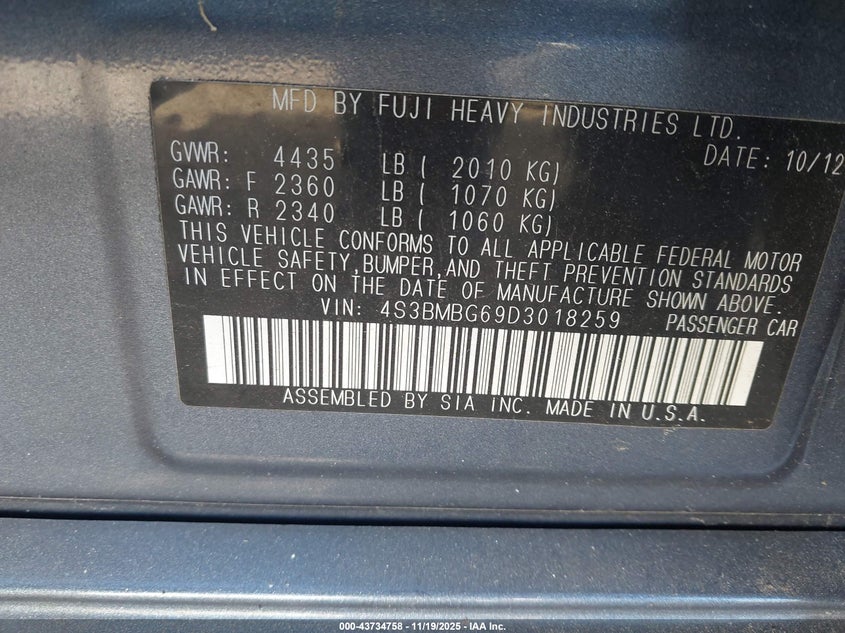 MFD BY FUJI HEAVY INDUSTRIES LTD.
GVWR: 4435 LB ( 2010 KG) DATE: 10/12
GAWR: F 2360 LB ( 1070 KG)
GAWR: R 2340 LB ( 1060 KG)
THIS VEHICLE CONFORMS TO ALL APPLICABLE FEDERAL MOTOR
VEHICLE SAFETY, BUMPER, AND THEFT PREVENTION STANDARDS
IN EFFECT ON THE DATE OF MANUFACTURE SHOWN ABOVE.
VIN: 4S3BMBG69D3018259 PASSENGER CAR
ASSEMBLED BY SIA INC. MADE IN U.S.A.
000-43734758 - 11/19/2025 - IAA Inc.